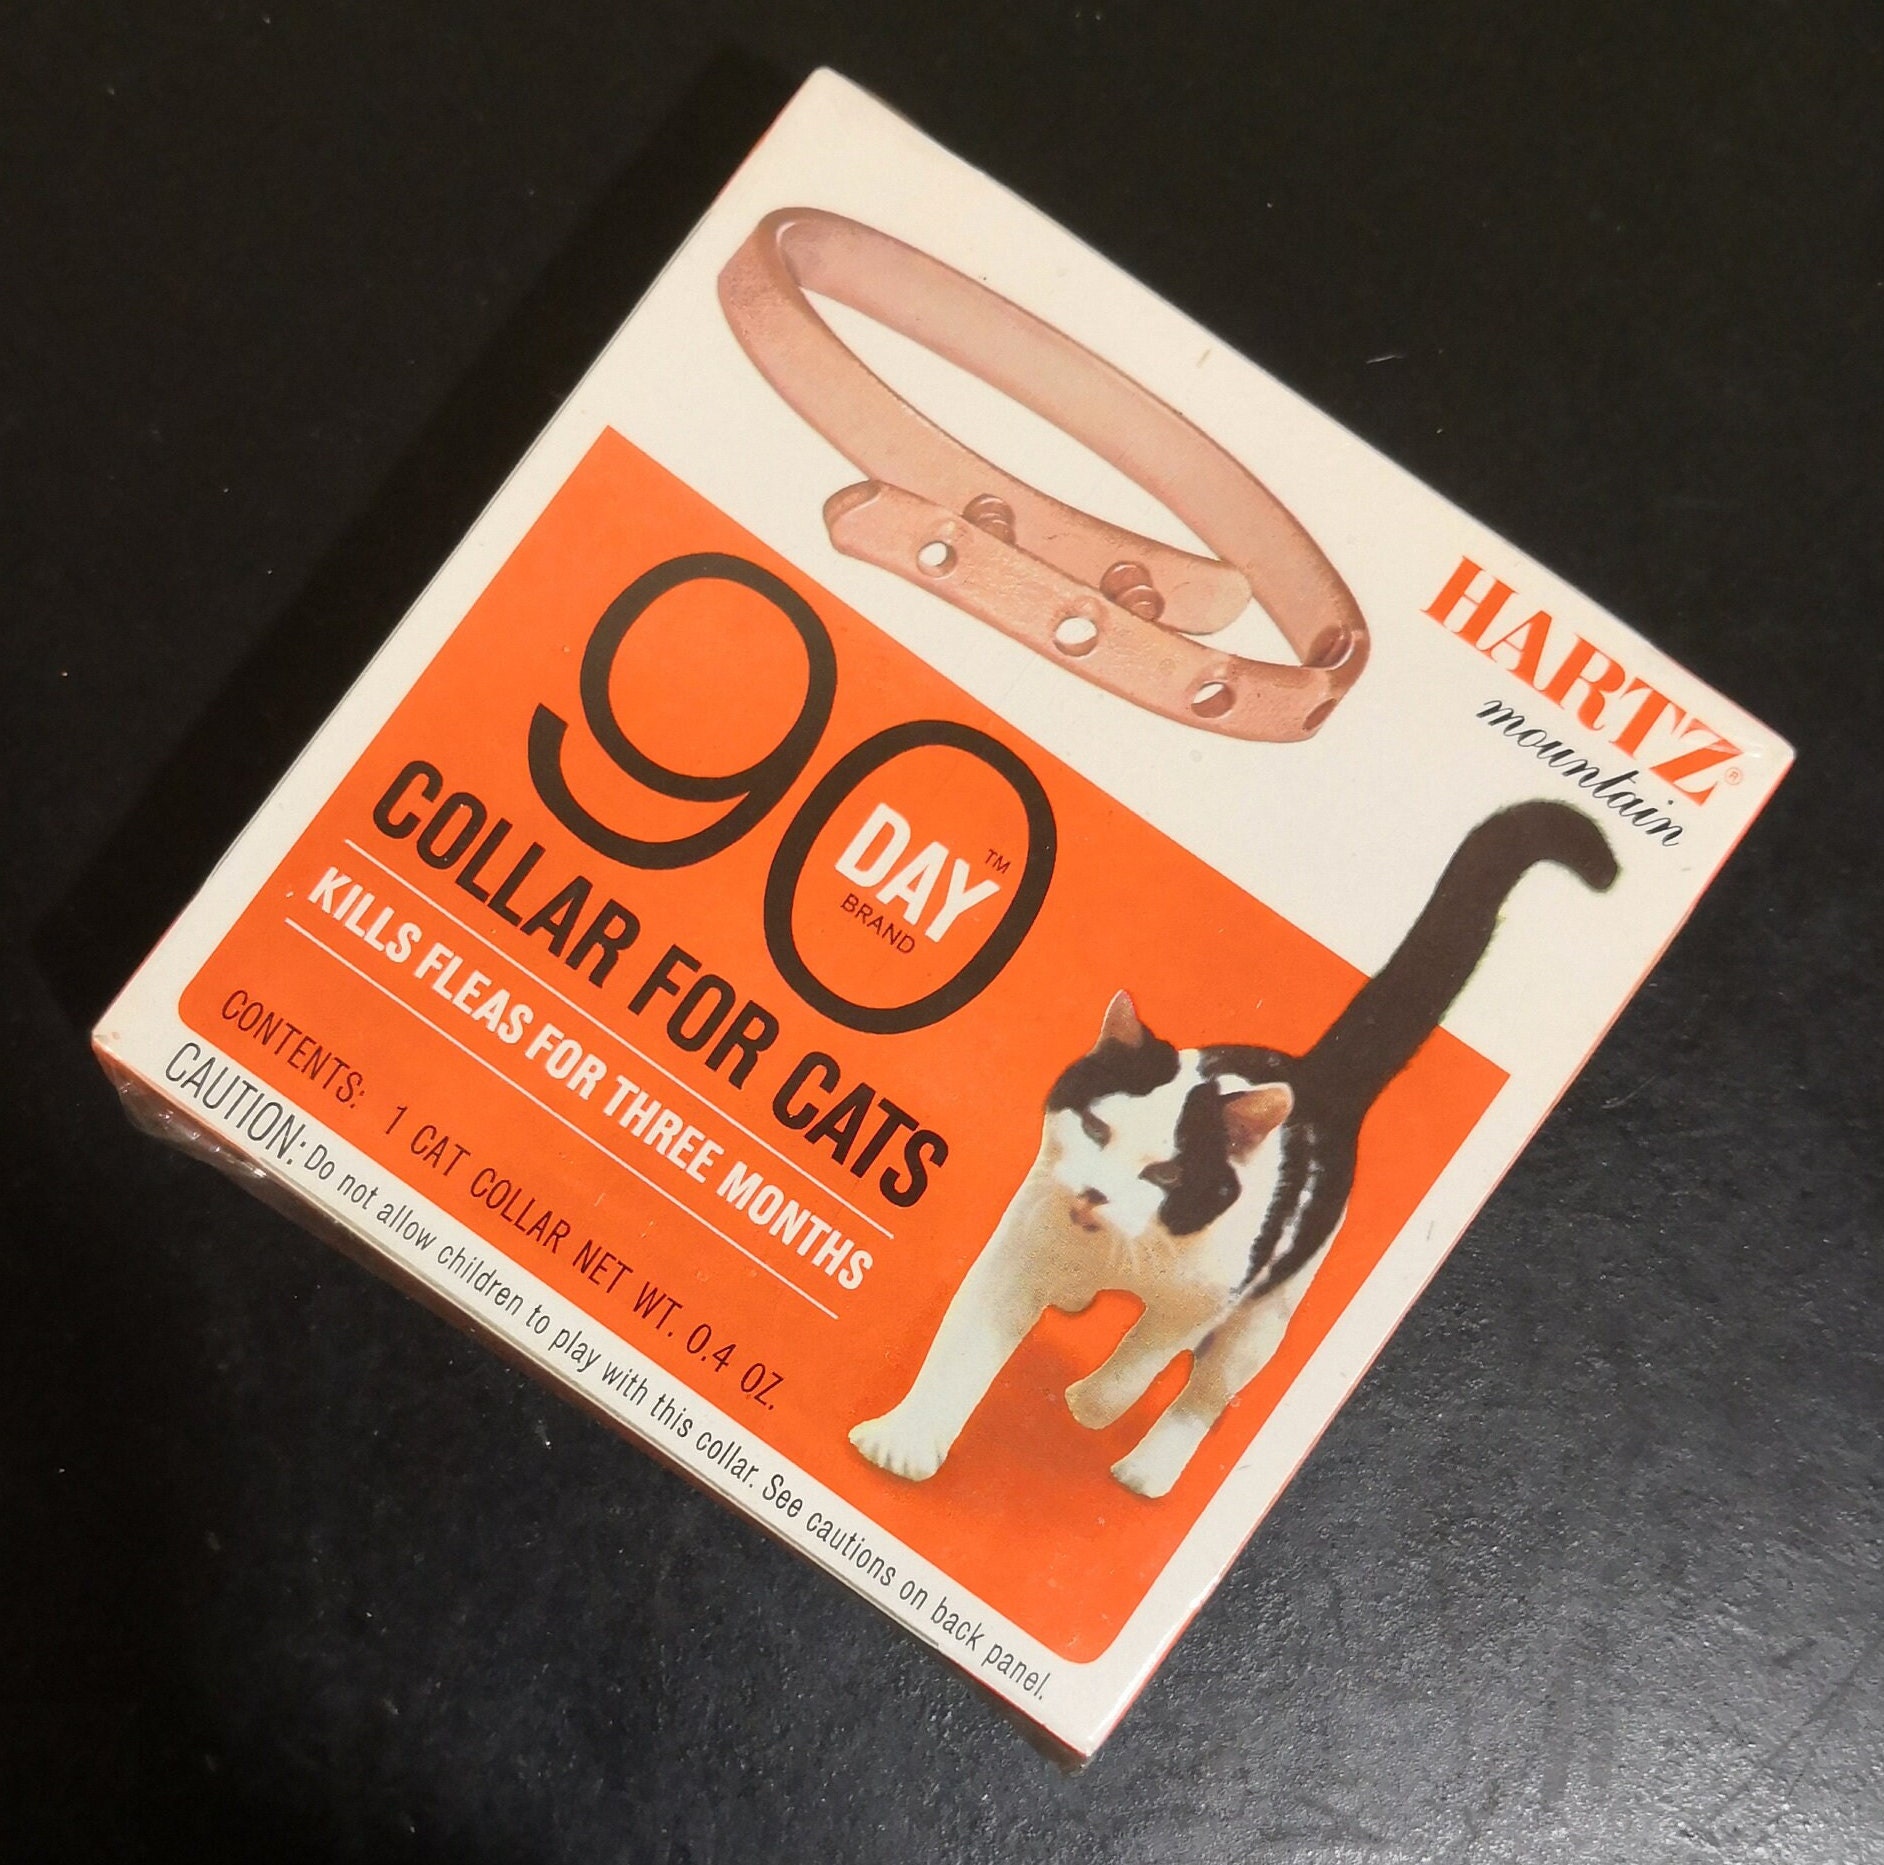 HARTZ®
mountain
90
DAY™
BRAND
COLLAR FOR CATS
KILLS FLEAS FOR THREE MONTHS
CONTENTS: 1 CAT COLLAR NET WT. 0.4 OZ.
CAUTION: Do not allow children to play with this collar. See cautions on back panel.